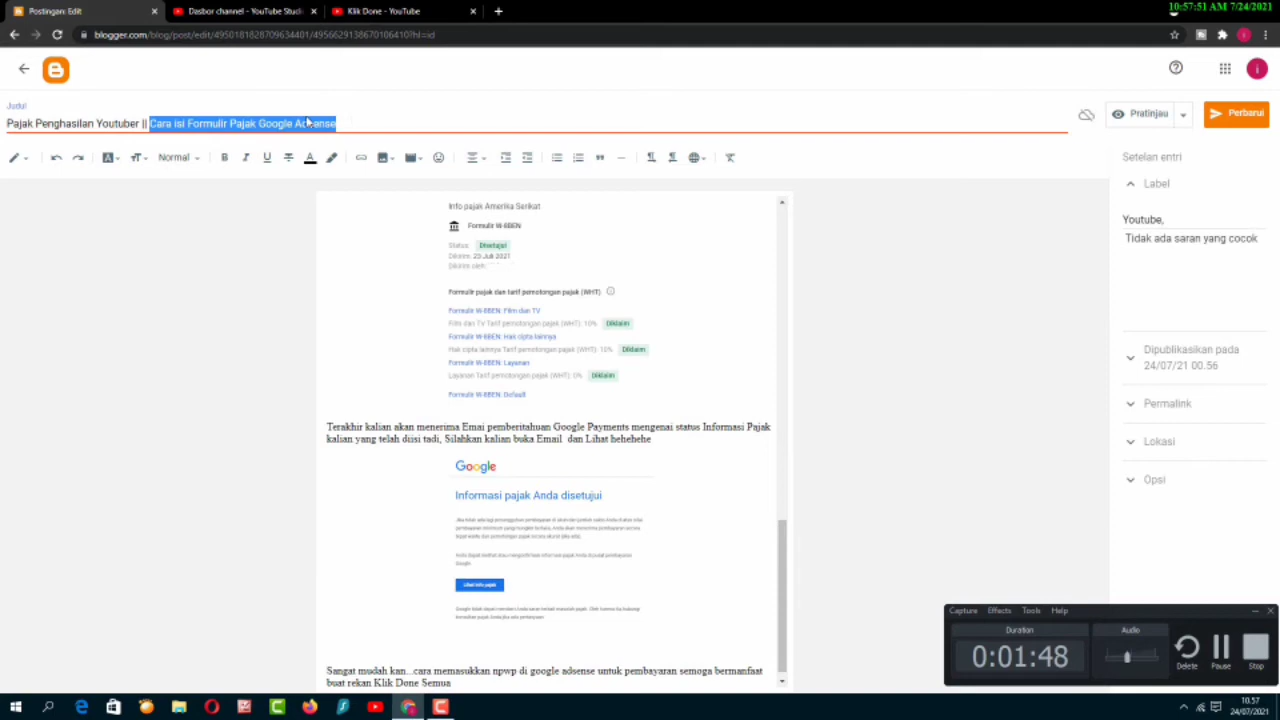 10:57:51 AM 7/24/2021
Postingan: Edit
Dasbor channel - YouTube Studi
Klik Done - YouTube
blogger.com/blog/post/edit/4950181828709634401/4956629138670106410?hl=id
Judul
Pajak Penghasilan Youtuber || Cara isi Formulir Pajak Google Adsense
Pratinjau
Perbarui
Normal
Setelan entri
Label
Youtube,
Tidak ada saran yang cocok
Dipublikasikan pada
24/07/21 00.56
Permalink
Lokasi
Opsi
Info pajak Amerika Serikat
Formulir W-8BEN
Status: Disetujui
Dikirim: 23 Juli 2021
Dikirim oleh:
Formulir pajak dan tarif pemotongan pajak (WHT)
Formulir W-8BEN: Film dan TV
Film dan TV Tarif pemotongan pajak (WHT): 10% Diklaim
Formulir W-8BEN: Hak cipta lainnya
Hak cipta lainnya Tarif pemotongan pajak (WHT): 10% Diklaim
Formulir W-8BEN: Layanan
Layanan Tarif pemotongan pajak (WHT): 0% Diklaim
Formulir W-8BEN: Default
Terakhir kalian akan menerima Emai pemberitahuan Google Payments mengenai status Informasi Pajak
kalian yang telah diisi tadi, Silahkan kalian buka Email dan Lihat hehehehe
Google
Informasi pajak Anda disetujui
Lihat info pajak
Sangat mudah kan...cara memasukkan npwp di google adsense untuk pembayaran semoga bermanfaat
buat rekan Klik Done Semua
Capture Effects Tools Help
Duration
Audio
0:01:48
Delete
Pause
Stop
10.57
24/07/2021